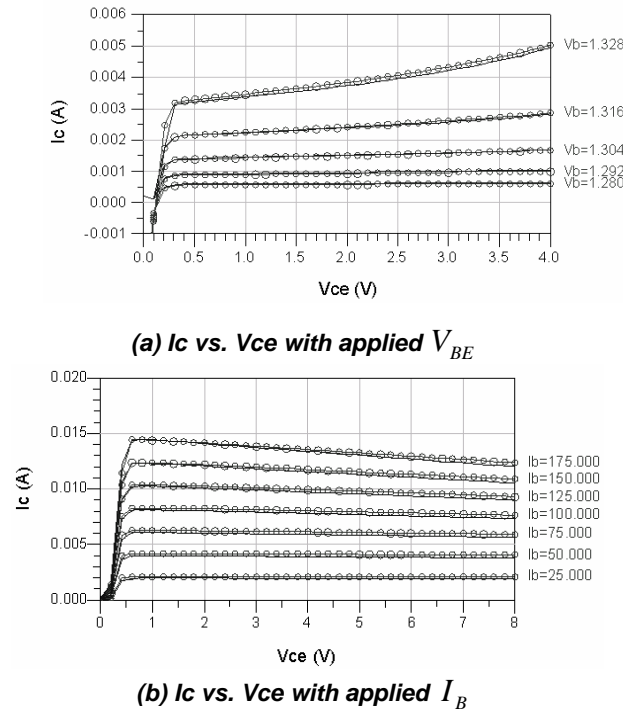 0.006
0.005
0.004
0.003
0.002
0.001
0.000
-0.001
Ic (A)
Vb=1.328
Vb=1.316
Vb=1.304
Vb=1.292
Vb=1.280
0.0 0.5 1.0 1.5 2.0 2.5 3.0 3.5 4.0
Vce (V)
(a) Ic vs. Vce with applied V_BE
0.020
0.015
0.010
0.005
0.000
Ic (A)
Ib=175.000
Ib=150.000
Ib=125.000
Ib=100.000
Ib=75.000
Ib=50.000
Ib=25.000
0 1 2 3 4 5 6 7 8
Vce (V)
(b) Ic vs. Vce with applied I_B